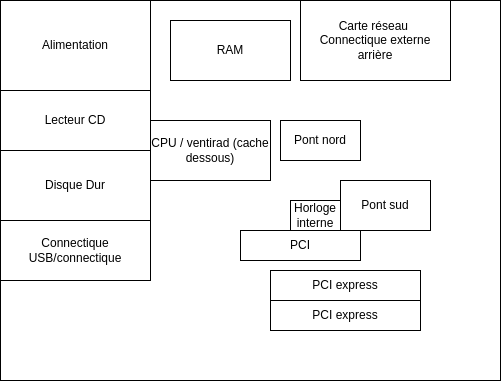 Alimentation
RAM
Carte réseau
Connectique externe
arrière
Lecteur CD
CPU / ventirad (cache
dessous)
Pont nord
Disque Dur
Horloge
interne
Pont sud
Connectique
USB/connectique
PCI
PCI express
PCI express